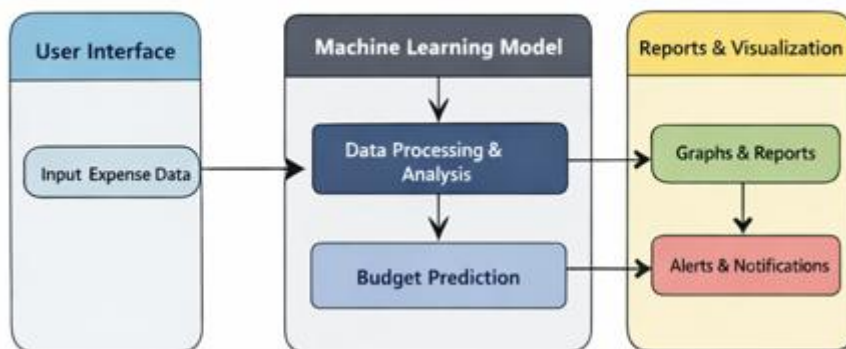 User Interface
Input Expense Data
Machine Learning Model
Data Processing &
Analysis
Budget Prediction
Reports & Visualization
Graphs & Reports
Alerts & Notifications